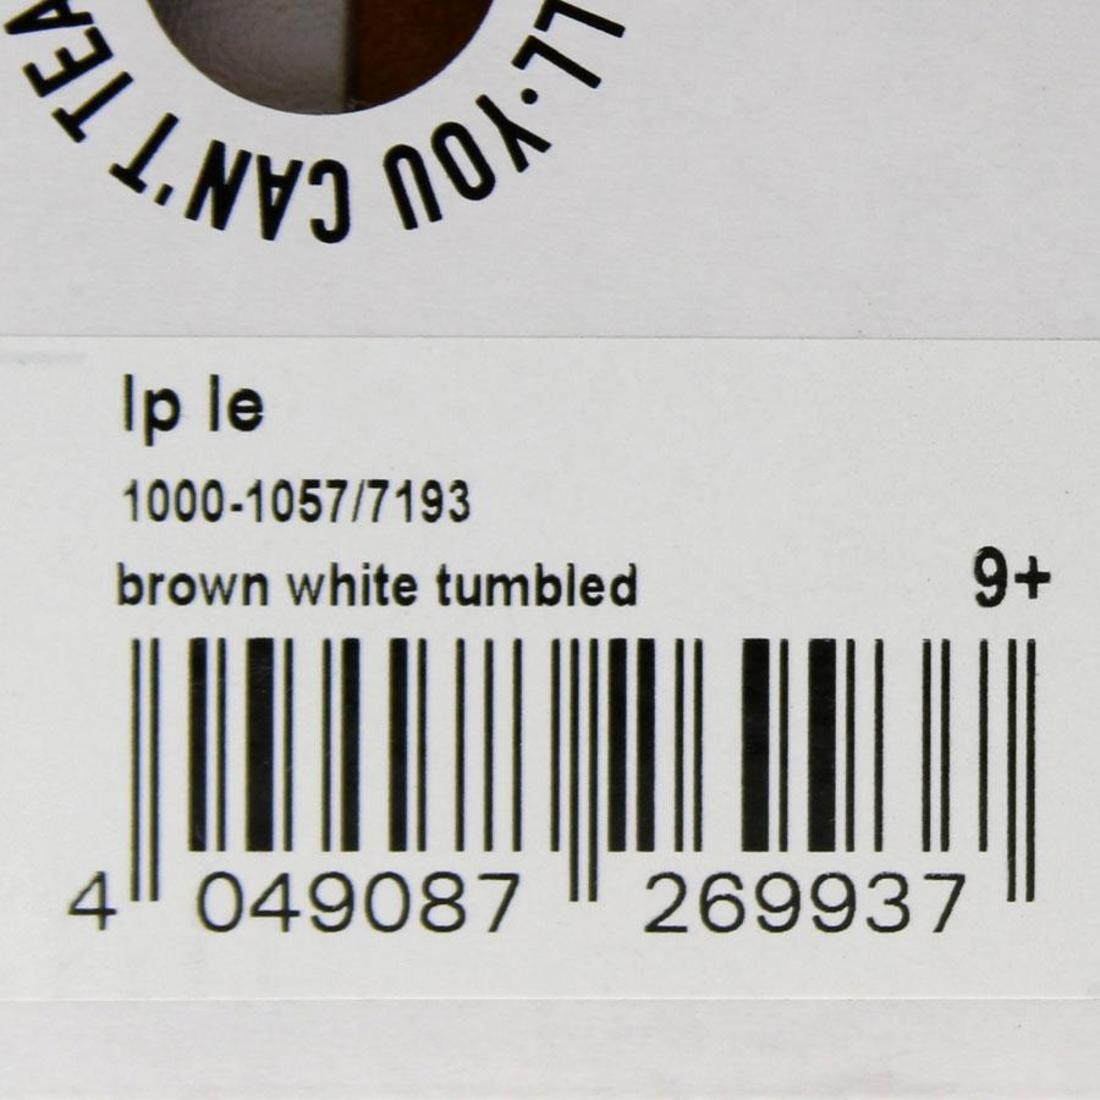 LL·YOU CAN'T TEA
lp le
1000-1057/7193
brown white tumbled
9+
4 049087 269937